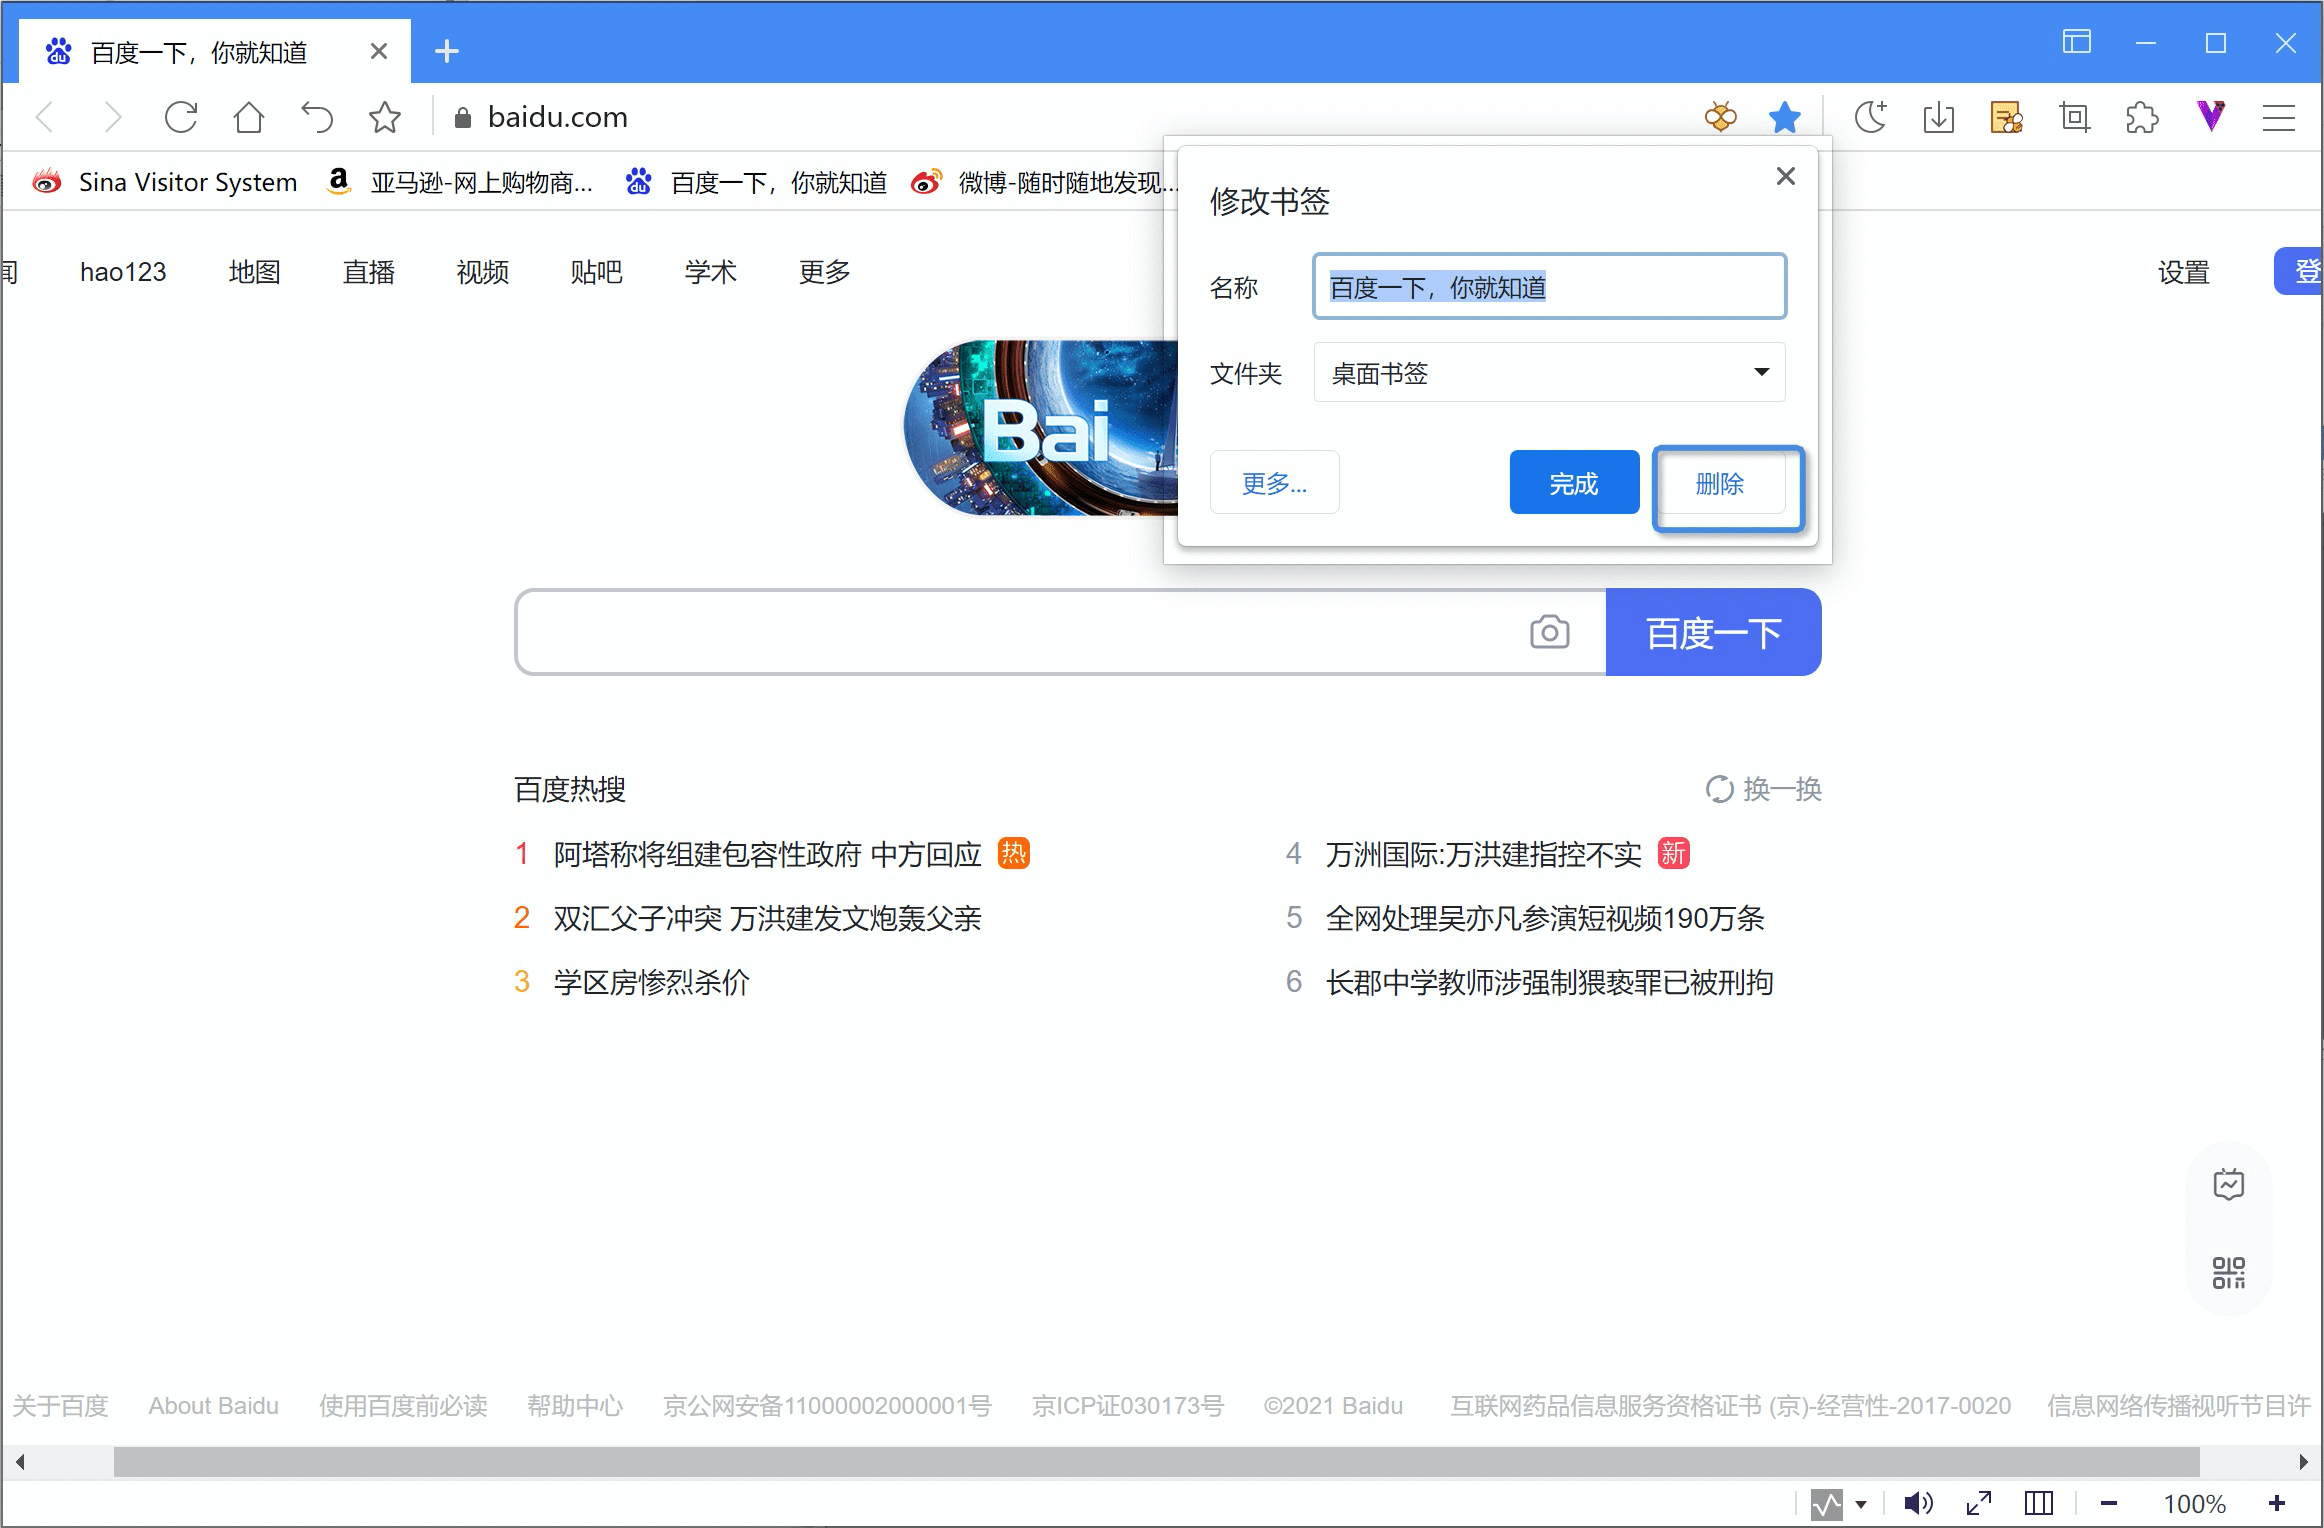 百度一下，你就知道
baidu.com
Sina Visitor System 亚马逊-网上购物商... 百度一下，你就知道 微博-随时随地发现...
闻 hao123 地图 直播 视频 贴吧 学术 更多 设置 登
修改书签
名称 百度一下，你就知道
文件夹 桌面书签
更多... 完成 删除
Bai
百度一下
百度热搜 换一换
1 阿塔称将组建包容性政府 中方回应 热
2 双汇父子冲突 万洪建发文炮轰父亲
3 学区房惨烈杀价
4 万洲国际:万洪建指控不实 新
5 全网处理吴亦凡参演短视频190万条
6 长郡中学教师涉强制猥亵罪已被刑拘
关于百度 About Baidu 使用百度前必读 帮助中心 京公网安备11000002000001号 京ICP证030173号 ©2021 Baidu 互联网药品信息服务资格证书 (京)-经营性-2017-0020 信息网络传播视听节目许
100%